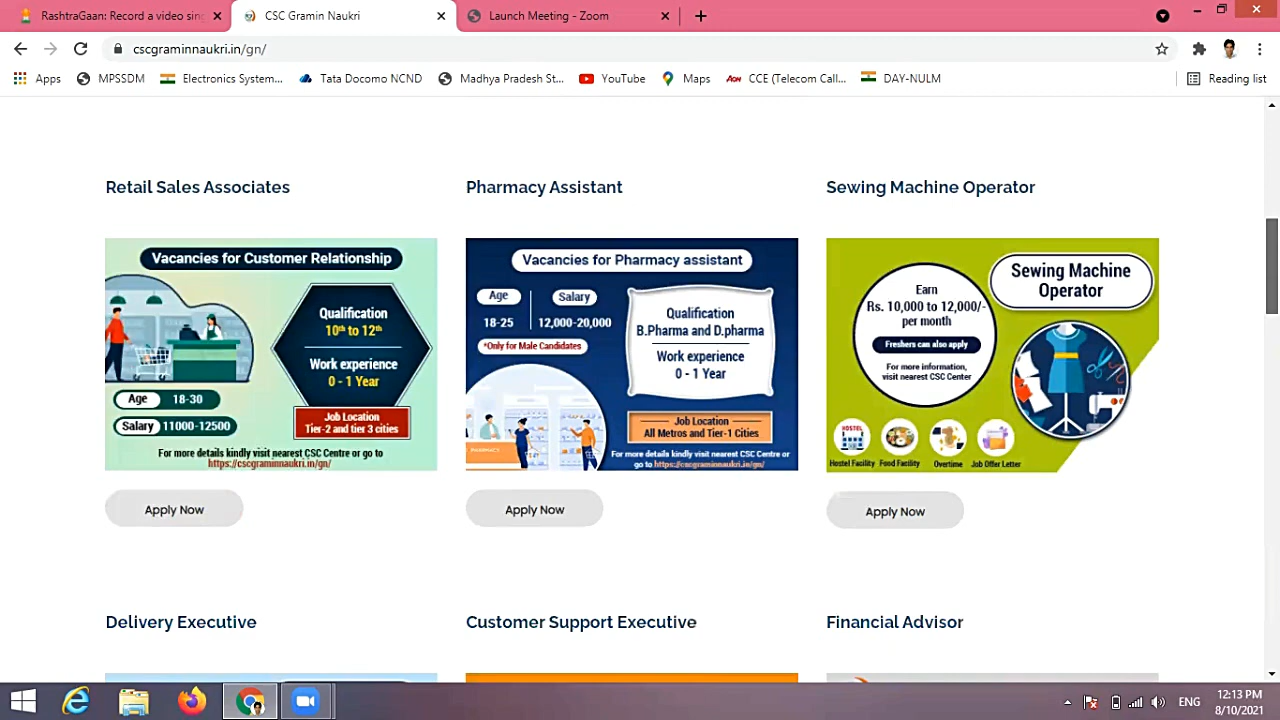 RashtraGaan: Record a video sin
CSC Gramin Naukri
Launch Meeting - Zoom
cscgraminnaukri.in/gn/
Apps
MPSSDM
Electronics System...
Tata Docomo NCND
Madhya Pradesh St...
YouTube
Maps
AON
CCE (Telecom Call...
DAY-NULM
Reading list
Retail Sales Associates
Vacancies for Customer Relationship
Qualification
10th to 12th
Work experience
0 - 1 Year
Age 18-30
Salary 11000-12500
Job Location
Tier-2 and tier 3 cities
For more details kindly visit nearest CSC Centre or go to
https://cscgraminnaukri.in/gn/
Apply Now
Pharmacy Assistant
Vacancies for Pharmacy assistant
Age
18-25
Salary
12,000-20,000
*Only for Male Candidates
Qualification
B.Pharma and D.pharma
Work experience
0 - 1 Year
PHARMACY
Job Location
All Metros and Tier-1 Cities
For more details kindly visit nearest CSC Centre or
go to https://cscgraminnaukri.in/gn/
Apply Now
Sewing Machine Operator
Sewing Machine
Operator
Earn
Rs. 10,000 to 12,000/-
per month
Freshers can also apply
For more information,
visit nearest CSC Center
HOSTEL
Hostel Facility
Food Facility
Overtime
Job Offer Letter
Apply Now
Delivery Executive
Customer Support Executive
Financial Advisor
ENG
12:13 PM
8/10/2021